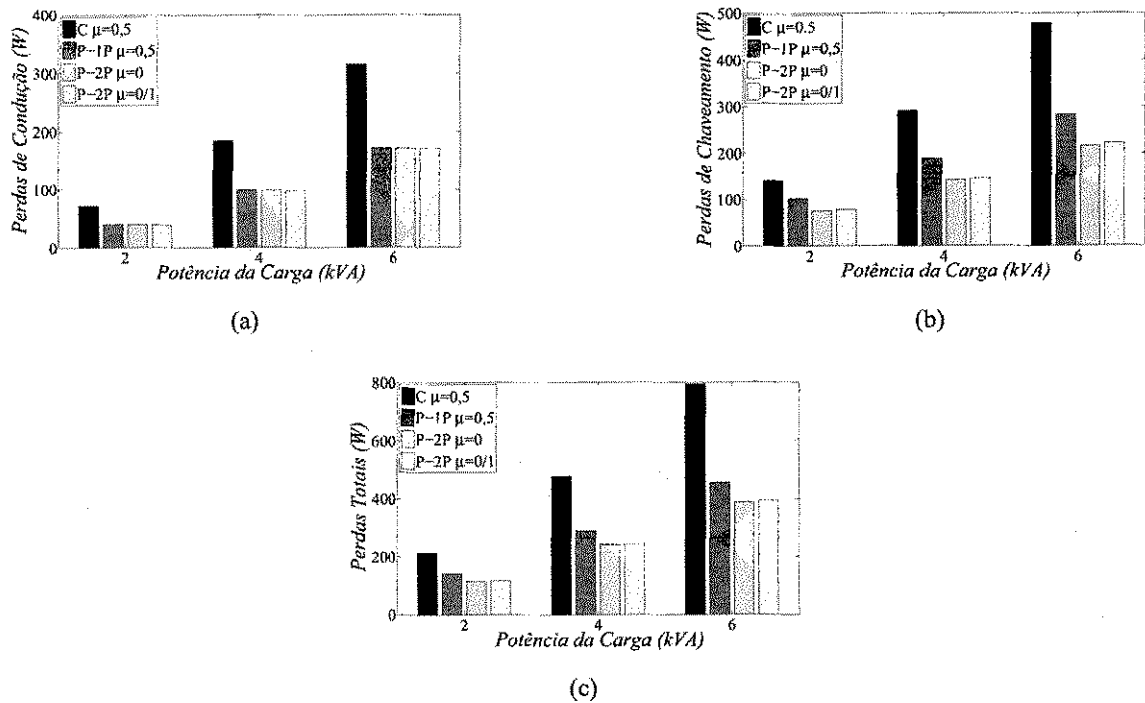 400
300
200
100
0
Perdas de Condução (W)
C μ=0,5
P-1P μ=0,5
P-2P μ=0
P-2P μ=0/1
2
4
6
Potência da Carga (kVA)
(a)
500
400
300
200
100
0
Perdas de Chaveamento (W)
C μ=0.5
P-1P μ=0,5
P-2P μ=0
P-2P μ=0/1
2
4
6
Potência da Carga (kVA)
(b)
800
600
400
200
0
Perdas Totais (W)
C μ=0,5
P-1P μ=0,5
P-2P μ=0
P-2P μ=0/1
2
4
6
Potência da Carga (kVA)
(c)